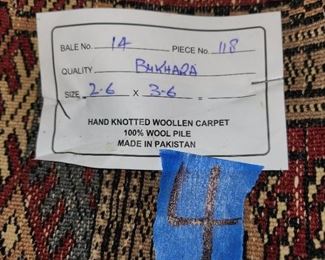 BALE No. 14 PIECE No. 118
QUALITY BUKHARA
SIZE 2-6 x 3-6 =
HAND KNOTTED WOOLLEN CARPET
100% WOOL PILE
MADE IN PAKISTAN
4